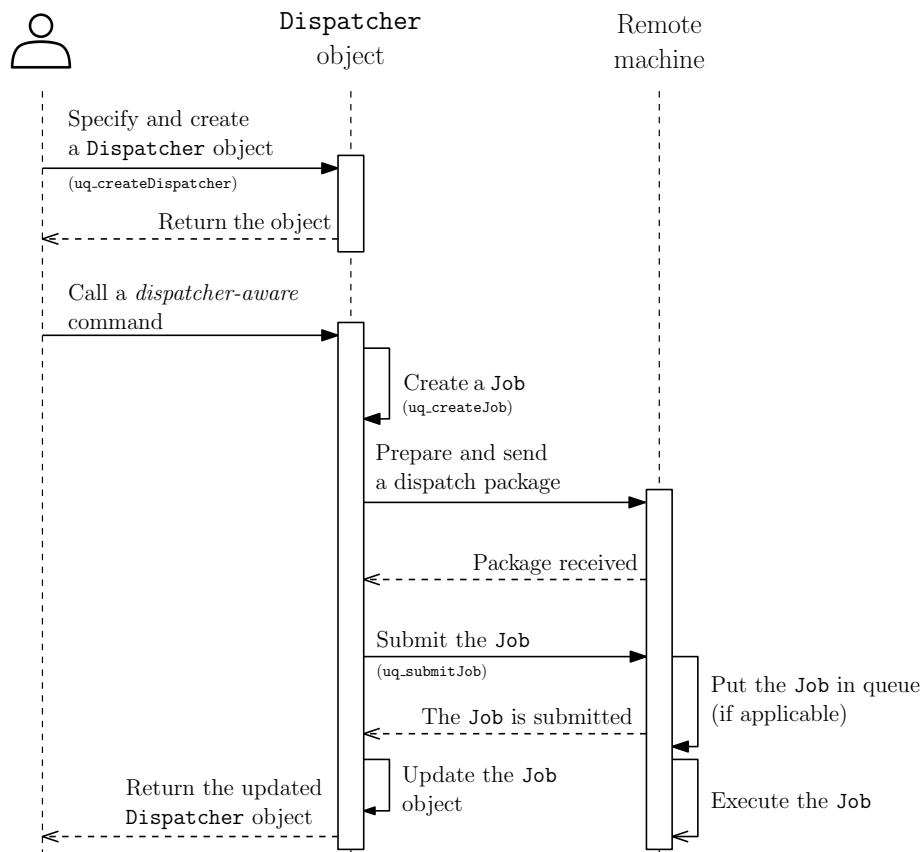 Dispatcher
object
Remote
machine
Specify and create
a Dispatcher object
(uq_createDispatcher)
Return the object
Call a dispatcher-aware
command
Create a Job
(uq_createJob)
Prepare and send
a dispatch package
Package received
Submit the Job
(uq_submitJob)
Put the Job in queue
(if applicable)
The Job is submitted
Update the Job
object
Return the updated
Dispatcher object
Execute the Job